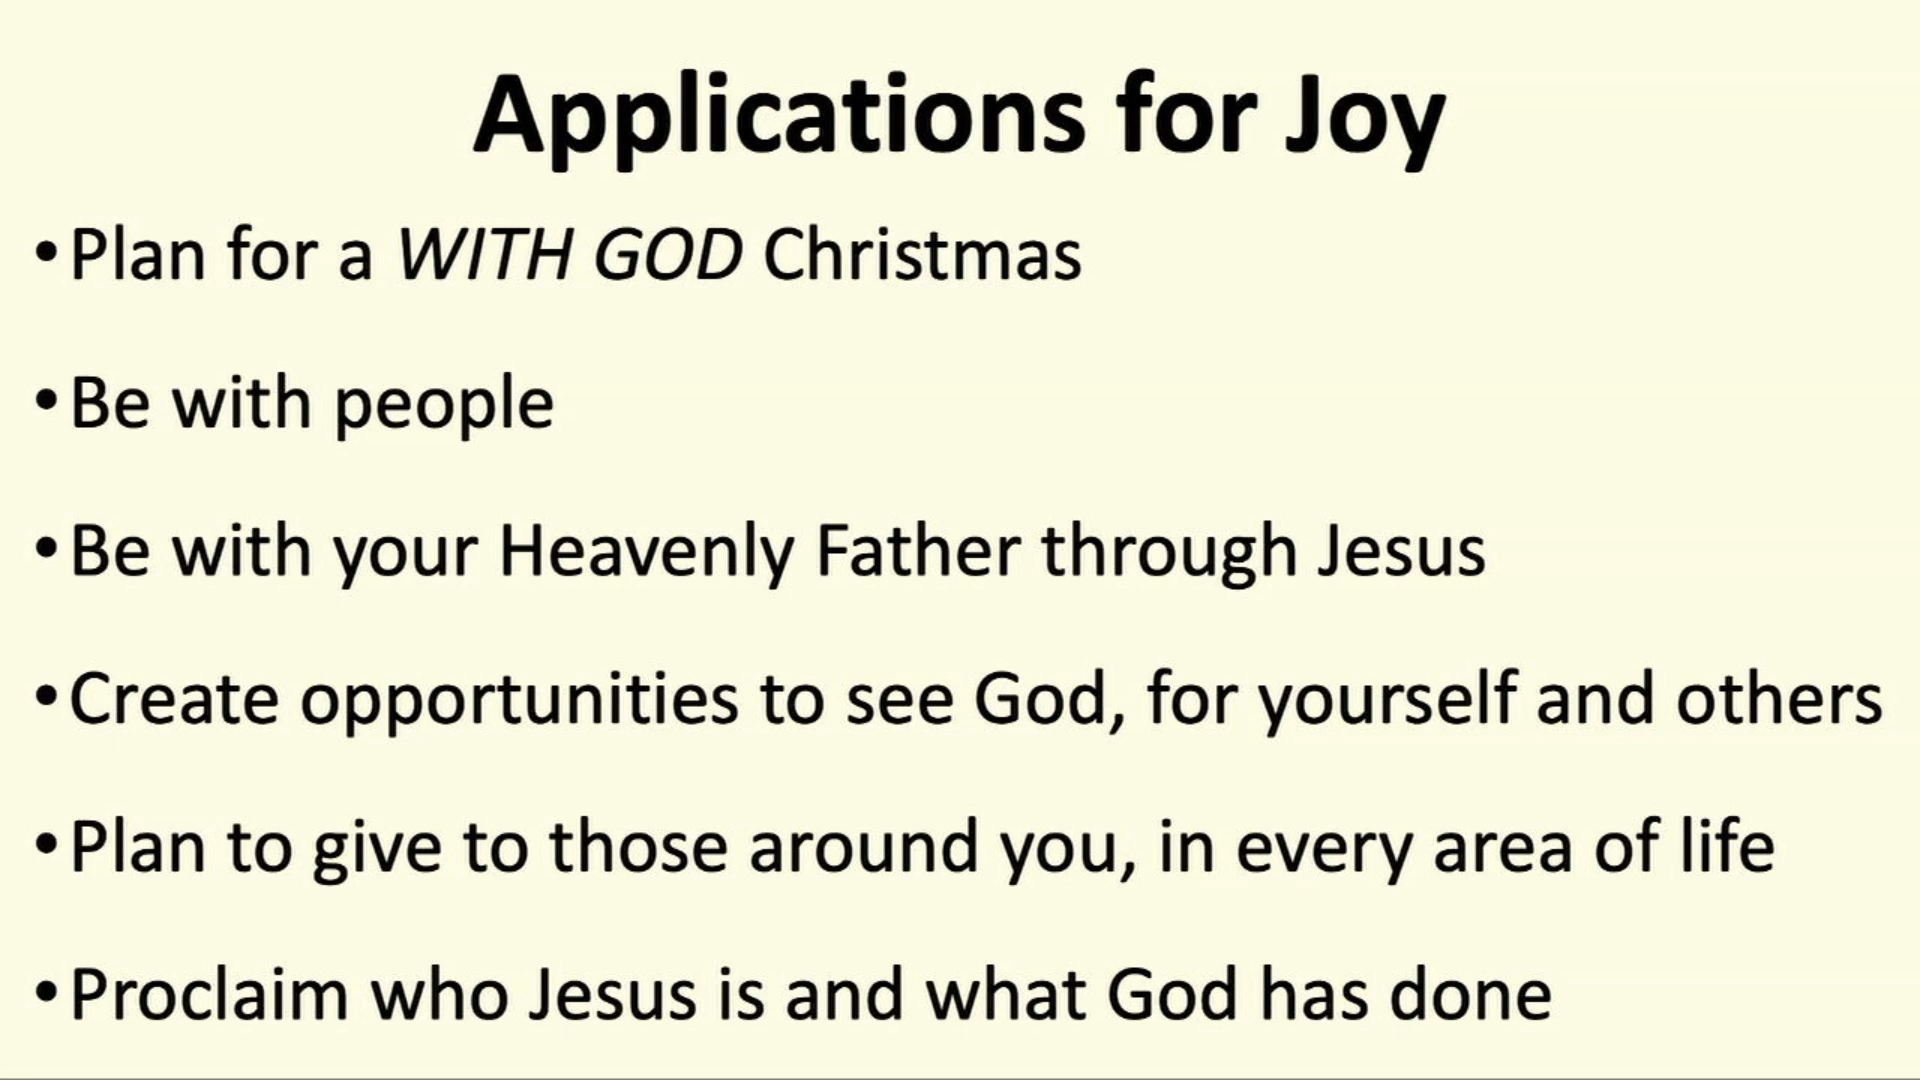 Applications for Joy
•Plan for a WITH GOD Christmas
•Be with people
•Be with your Heavenly Father through Jesus
•Create opportunities to see God, for yourself and others
•Plan to give to those around you, in every area of life
•Proclaim who Jesus is and what God has done